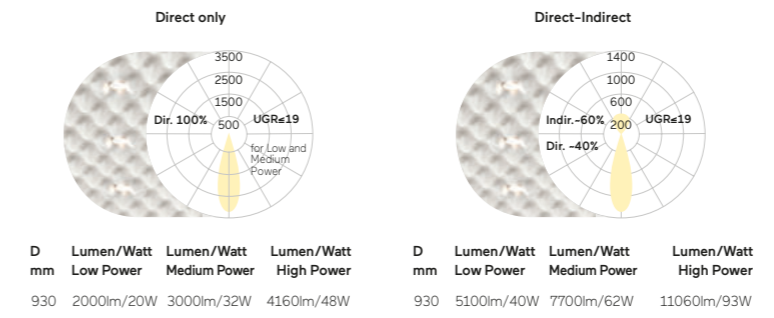 Direct only
3500
2500
1500
Dir. 100%
500
UGR≤19
for Low and
Medium
Power
D Lumen/Watt Lumen/Watt Lumen/Watt
mm Low Power Medium Power High Power
930 2000lm/20W 3000lm/32W 4160lm/48W
Direct-Indirect
1400
1000
600
Indir.-60%
200
UGR≤19
Dir. -40%
D Lumen/Watt Lumen/Watt Lumen/Watt
mm Low Power Medium Power High Power
930 5100lm/40W 7700lm/62W 11060lm/93W